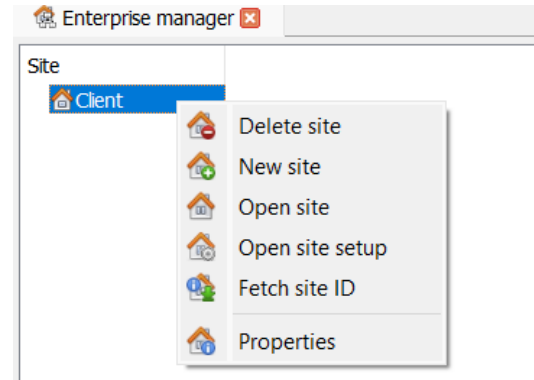 Enterprise manager
Site
Client
Delete site
New site
Open site
Open site setup
Fetch site ID
Properties